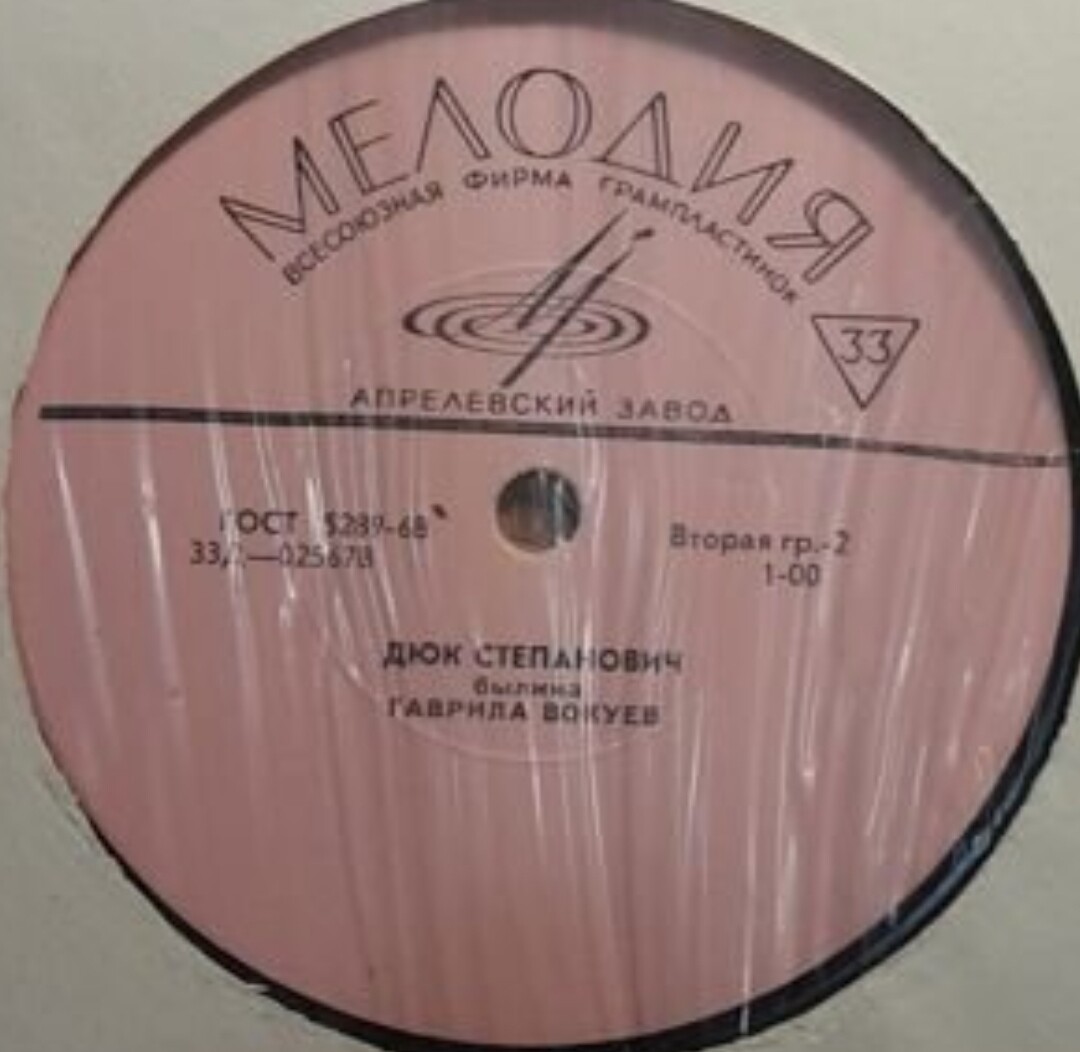 МЕЛОДИЯ
ВСЕСОЮЗНАЯ ФИРМА ГРАМПЛАСТИНОК
33
АПРЕЛЕВСКИЙ ЗАВОД
ГОСТ 5289-68
Вторая гр.-2
1-00
ДЮК СТЕПАНОВИЧ
былина
ГАВРИЛА ВОКУЕВ